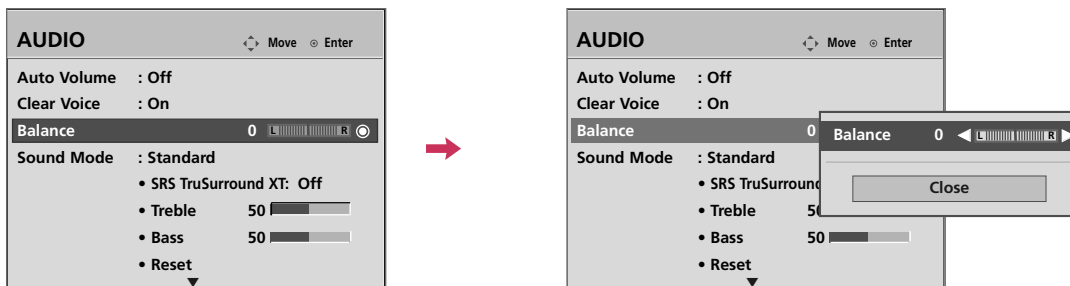 AUDIO Move Enter
Auto Volume : Off
Clear Voice : On
Balance 0 L R
Sound Mode : Standard
• SRS TruSurround XT: Off
• Treble 50
• Bass 50
• Reset
AUDIO Move Enter
Auto Volume : Off
Clear Voice : On
Balance 0
Sound Mode : Standard
• SRS TruSurround
• Treble 50
• Bass 50
• Reset
Balance 0 L R
Close